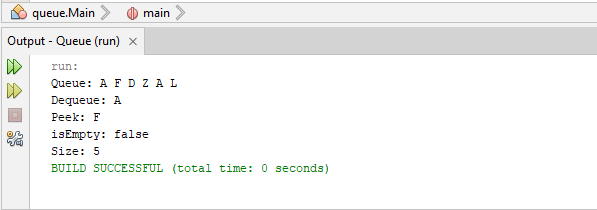 queue.Main main
Output - Queue (run) ×
run:
Queue: A F D Z A L
Dequeue: A
Peek: F
isEmpty: false
Size: 5
BUILD SUCCESSFUL (total time: 0 seconds)